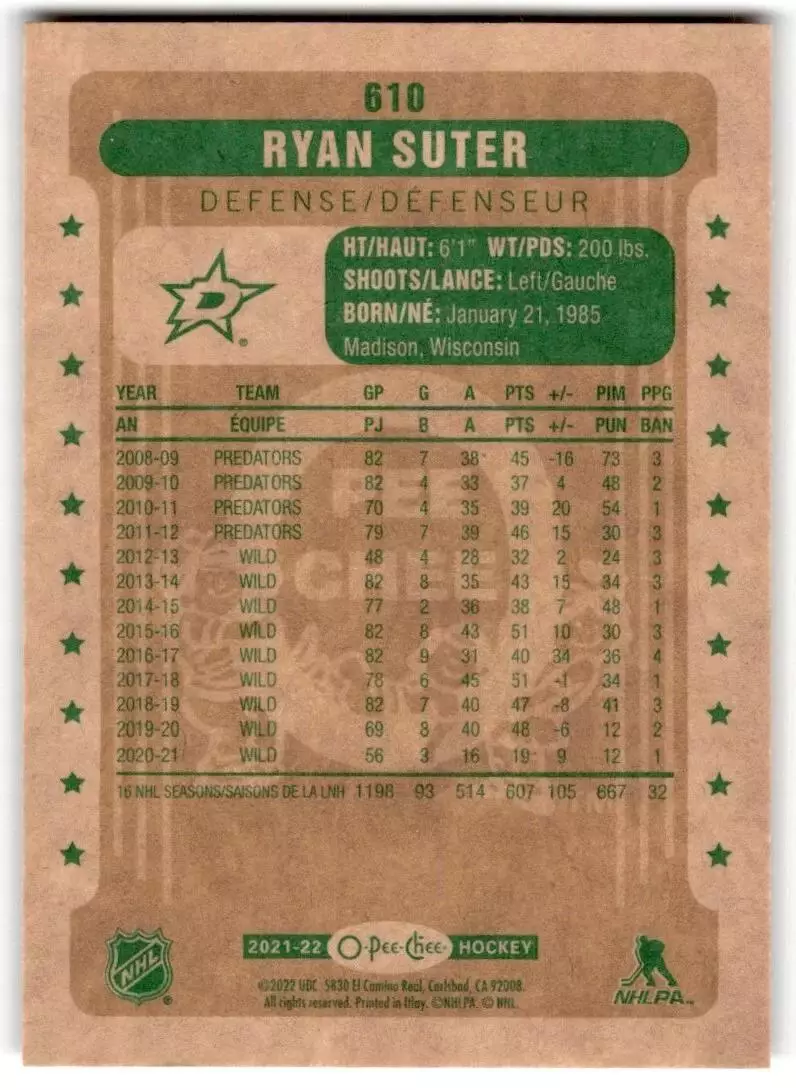 610
RYAN SUTER
DEFENSE/DÉFENSEUR
D
HT/HAUT: 6'1" WT/PDS: 200 lbs.
SHOOTS/LANCE: Left/Gauche
BORN/NÉ: January 21, 1985
Madison, Wisconsin
YEAR TEAM GP G A PTS +/- PIM PPG
AN ÉQUIPE PJ B A PTS +/- PUN BAN
2008-09 PREDATORS 82 7 38 45 -16 73 3
2009-10 PREDATORS 82 4 33 37 4 48 2
2010-11 PREDATORS 70 4 35 39 20 54 1
2011-12 PREDATORS 79 7 39 46 15 30 3
2012-13 WILD 48 4 28 32 2 24 3
2013-14 WILD 82 8 35 43 15 34 3
2014-15 WILD 77 2 36 38 7 48 1
2015-16 WILD 82 8 43 51 10 30 3
2016-17 WILD 82 9 31 40 34 36 4
2017-18 WILD 78 6 45 51 -1 34 1
2018-19 WILD 82 7 40 47 -8 41 3
2019-20 WILD 69 8 40 48 -6 12 2
2020-21 WILD 56 3 16 19 9 12 1
16 NHL SEASONS/SAISONS DE LA LNH 1198 93 514 607 105 667 32
2021-22 O-Pee-Chee HOCKEY
NHL
©2022 UDC 5830 El Camino Real, Carlsbad, CA 92008.
All rights reserved. Printed in Italy. ©NHLPA. © NHL.
NHLPA